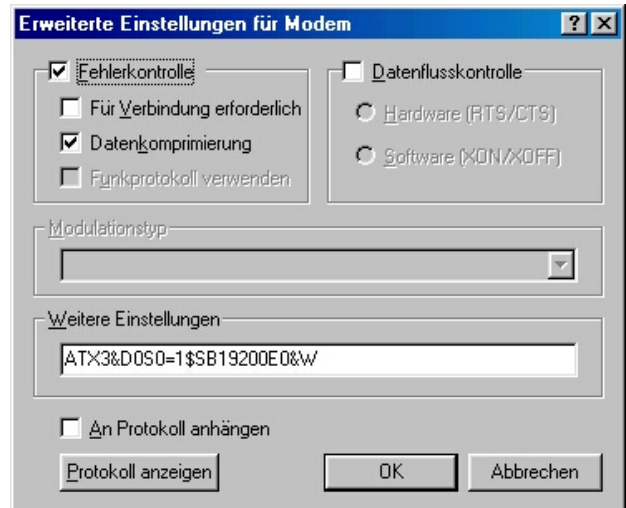 Erweiterte Einstellungen für Modem
Fehlerkontrolle
Für Verbindung erforderlich
Datenkomprimierung
Funkprotokoll verwenden
Datenflusskontrolle
Hardware (RTS/CTS)
Software (XON/XOFF)
Modulationstyp
Weitere Einstellungen
ATX3&D0S0=1$SB19200E0&W
An Protokoll anhängen
Protokoll anzeigen
OK
Abbrechen